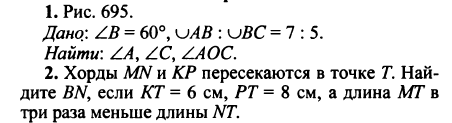 1. Рис. 695.
Дано: ∠B = 60°, ∪AB : ∪BC = 7 : 5.
Найти: ∠A, ∠C, ∠AOC.
2. Хорды MN и KP пересекаются в точке T. Най-
дите BN, если KT = 6 см, PT = 8 см, а длина MT в
три раза меньше длины NT.